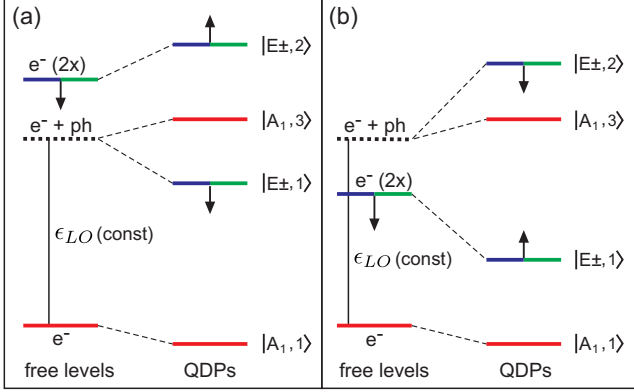 (a)
e⁻ (2x)
|E±,2⟩
e⁻ + ph
|A₁,3⟩
|E±,1⟩
ϵ_LO (const)
e⁻
|A₁,1⟩
free levels QDPs
(b)
|E±,2⟩
e⁻ + ph
|A₁,3⟩
e⁻ (2x)
|E±,1⟩
ϵ_LO (const)
e⁻
|A₁,1⟩
free levels QDPs